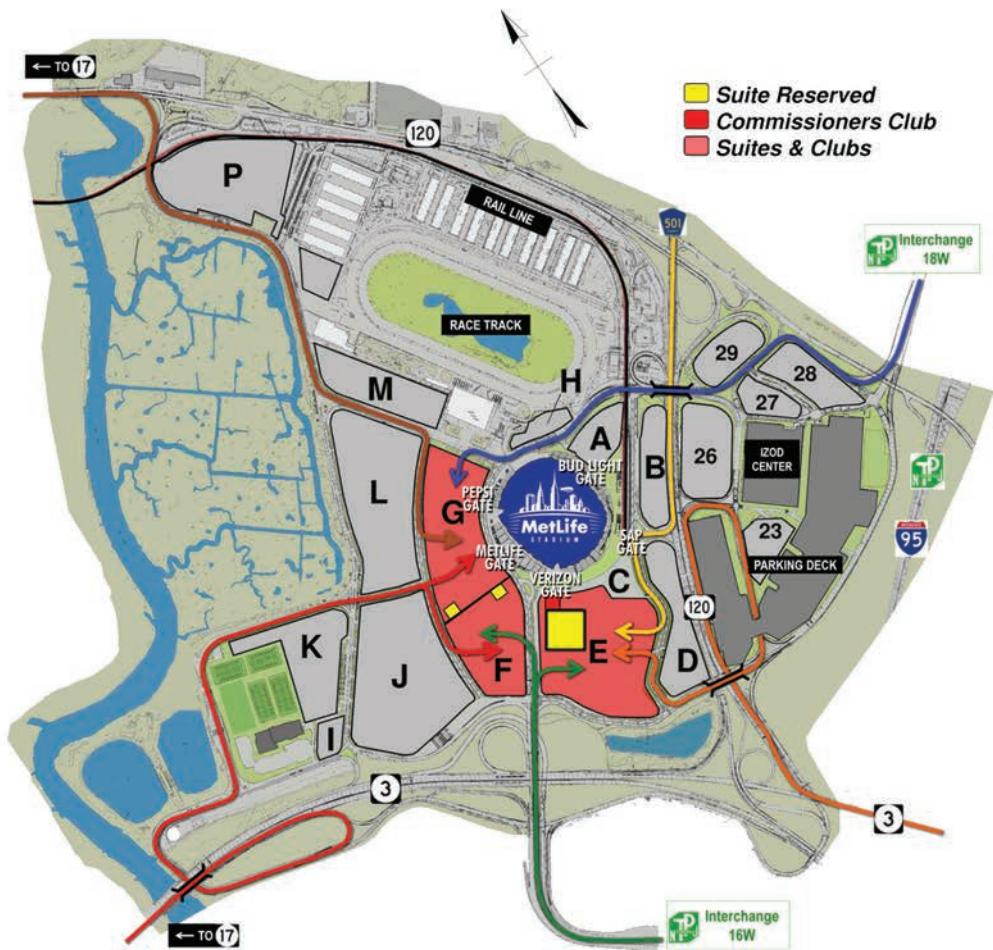 ← TO 17
120
Suite Reserved
Commissioners Club
Suites & Clubs
P
RAIL LINE
501
Interchange
18W
RACE TRACK
29
28
H
M
27
A
B
26
IZOD
CENTER
BUD LIGHT
GATE
L
PEPSI
GATE
G
MetLife
STADIUM
SAP
GATE
23
95
METLIFE
GATE
VERIZON
GATE
PARKING DECK
C
120
K
J
F
E
D
I
3
3
Interchange
16W
← TO 17